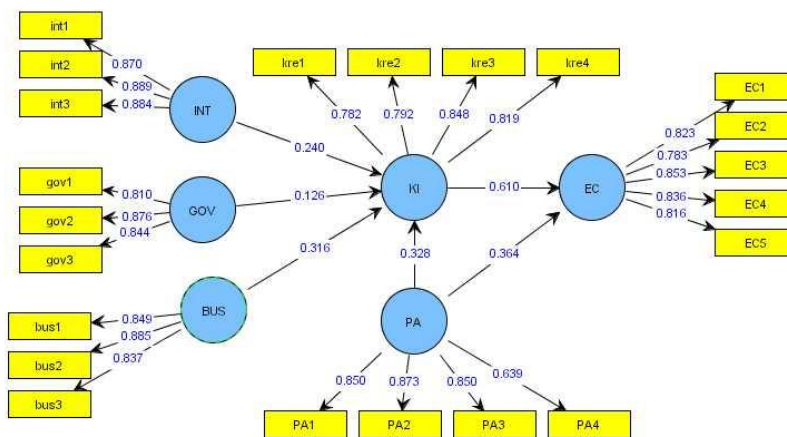 int1
int2
int3
0.870
0.889
0.884
INT
0.240
gov1
gov2
gov3
0.810
0.876
0.844
GOV
0.126
bus1
bus2
bus3
0.849
0.885
0.837
BUS
0.316
kre1
kre2
kre3
kre4
0.782
0.792
0.848
0.819
KI
0.610
0.328
0.364
PA
0.850
0.873
0.850
0.639
PA1
PA2
PA3
PA4
EC
0.823
0.783
0.853
0.836
0.816
EC1
EC2
EC3
EC4
EC5